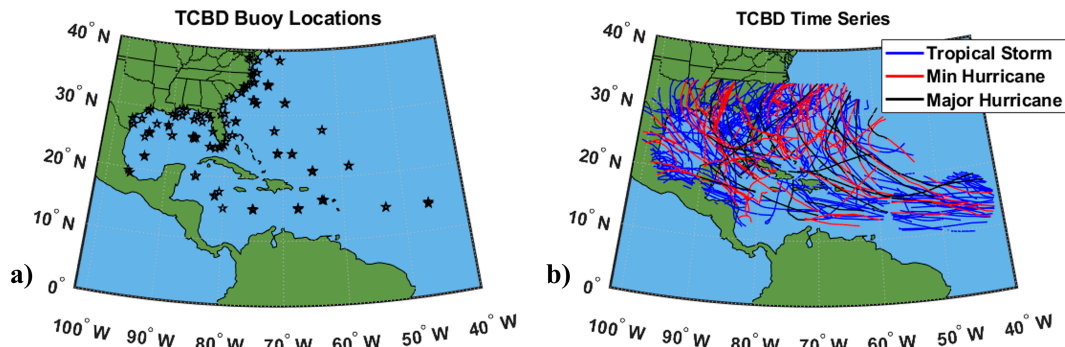 TCBD Buoy Locations
40° N
30° N
20° N
10° N
0°
100° W
90° W
80° W
70° W
60° W
50° W
40° W
a)
TCBD Time Series
Tropical Storm
Min Hurricane
Major Hurricane
40° N
30° N
20° N
10° N
0°
100° W
90° W
80° W
70° W
60° W
50° W
40° W
b)